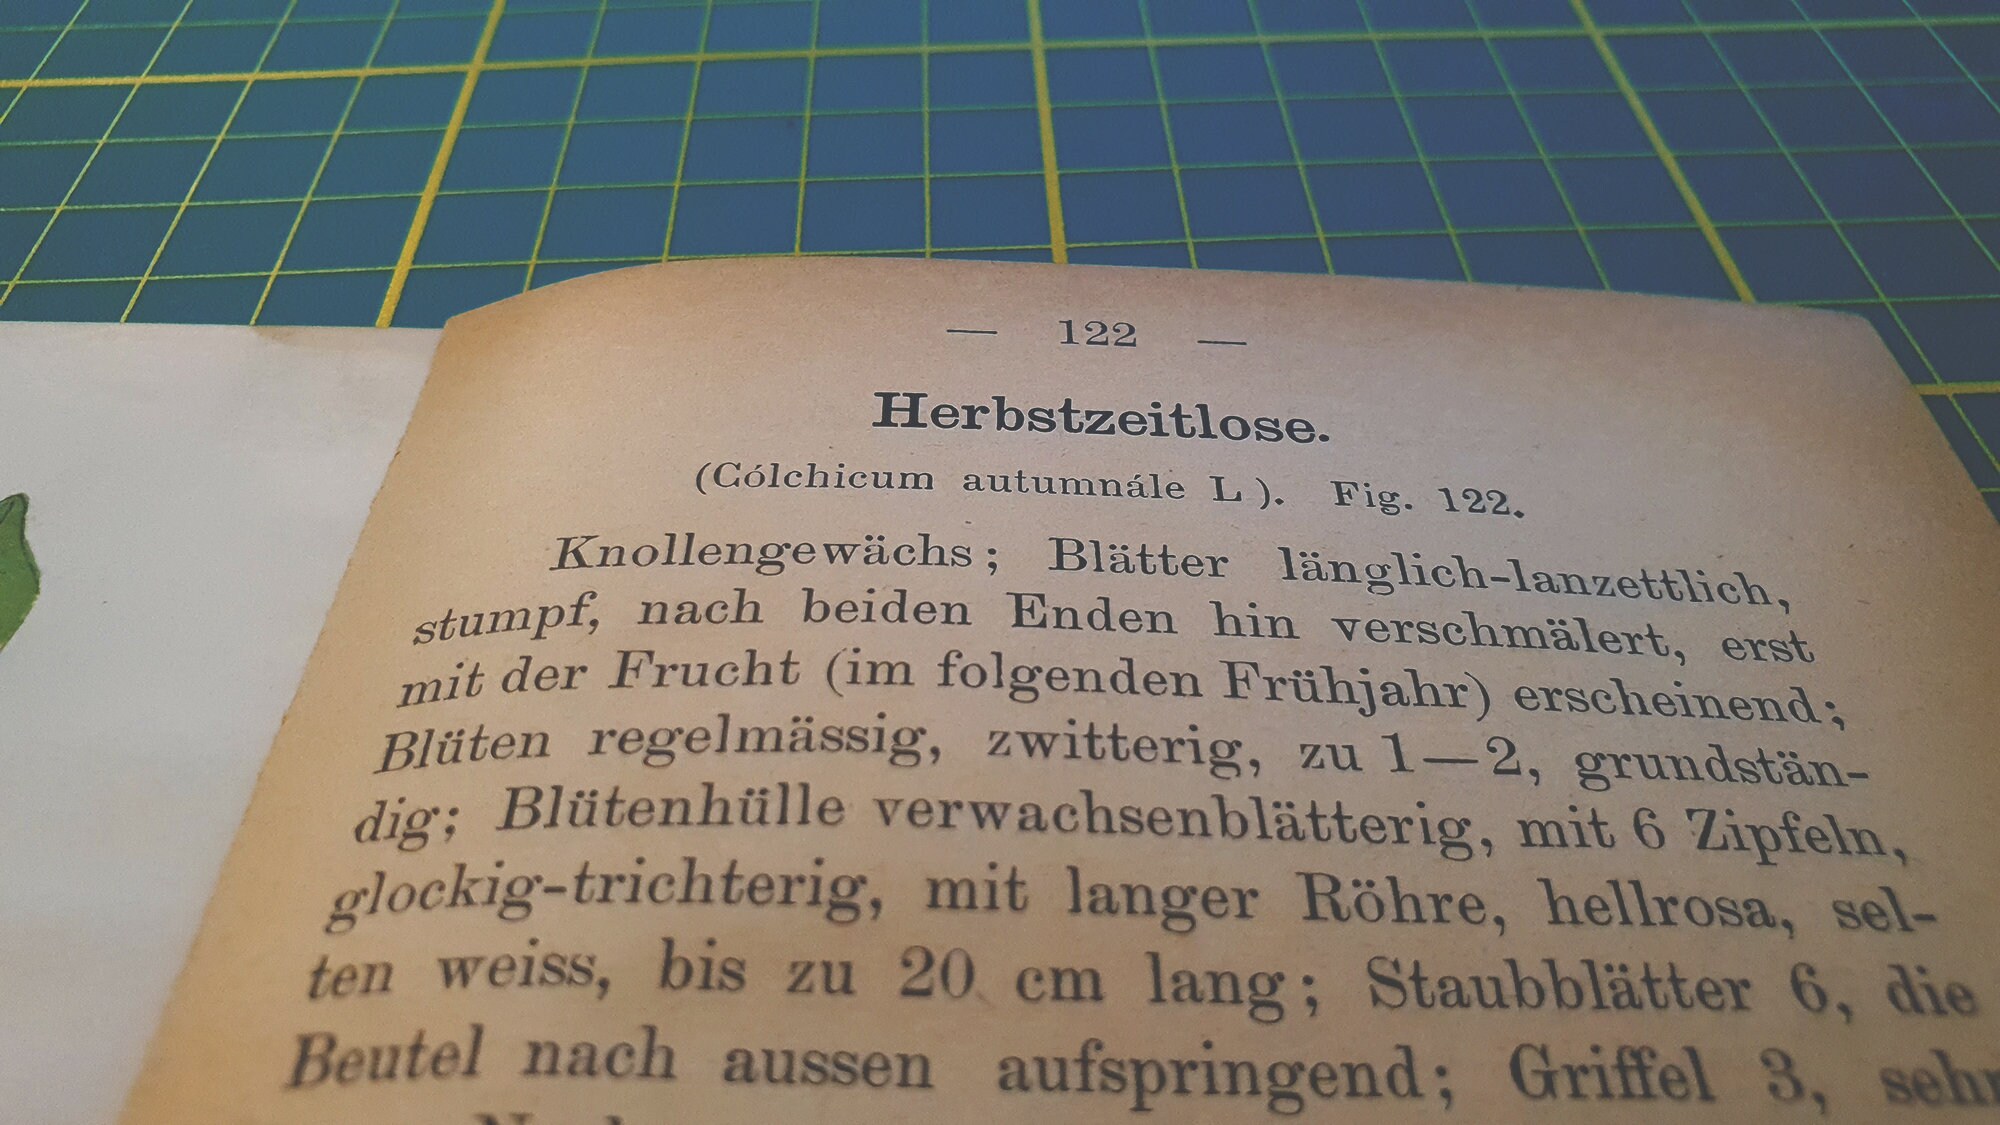 — 122 —
Herbstzeitlose.
(Cólchicum autumnále L ). Fig. 122.
Knollengewächs; Blätter länglich-lanzettlich,
stumpf, nach beiden Enden hin verschmälert, erst
mit der Frucht (im folgenden Frühjahr) erscheinend;
Blüten regelmässig, zwitterig, zu 1—2, grundstän-
dig; Blütenhülle verwachsenblätterig, mit 6 Zipfeln,
glockig-trichterig, mit langer Röhre, hellrosa, sel-
ten weiss, bis zu 20 cm lang; Staubblätter 6, die
Beutel nach aussen aufspringend; Griffel 3, sehr